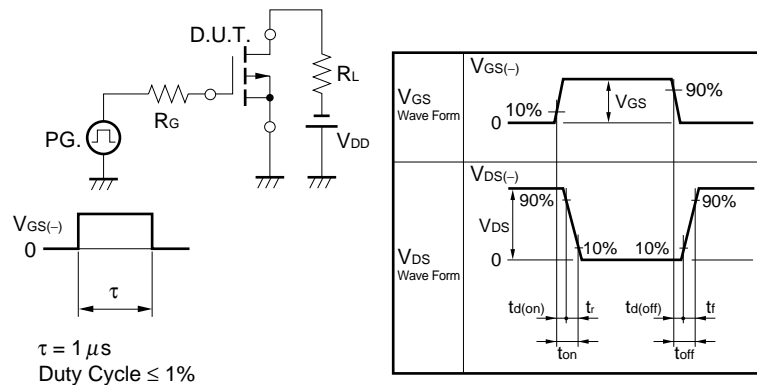 D.U.T.
RL
RG
PG.
VDD
VGS(−)
0
τ
τ = 1 μs
Duty Cycle ≤ 1%
VGS
Wave Form
VGS(−)
10%
0
VGS
90%
VDS
Wave Form
VDS(−)
90%
VDS
0
10%
10%
90%
td(on)
tr
td(off)
tf
ton
toff